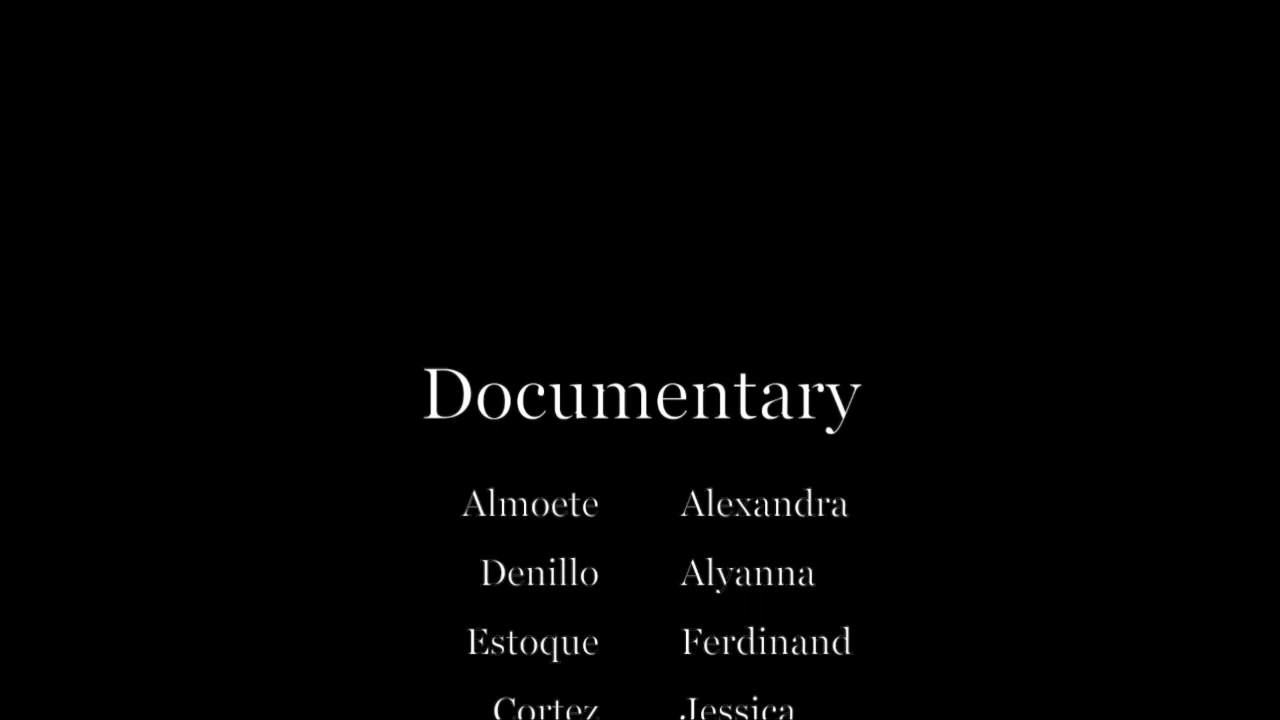 Documentary
Almoete Alexandra
Denillo Alyanna
Estoque Ferdinand
Cortez Jessica